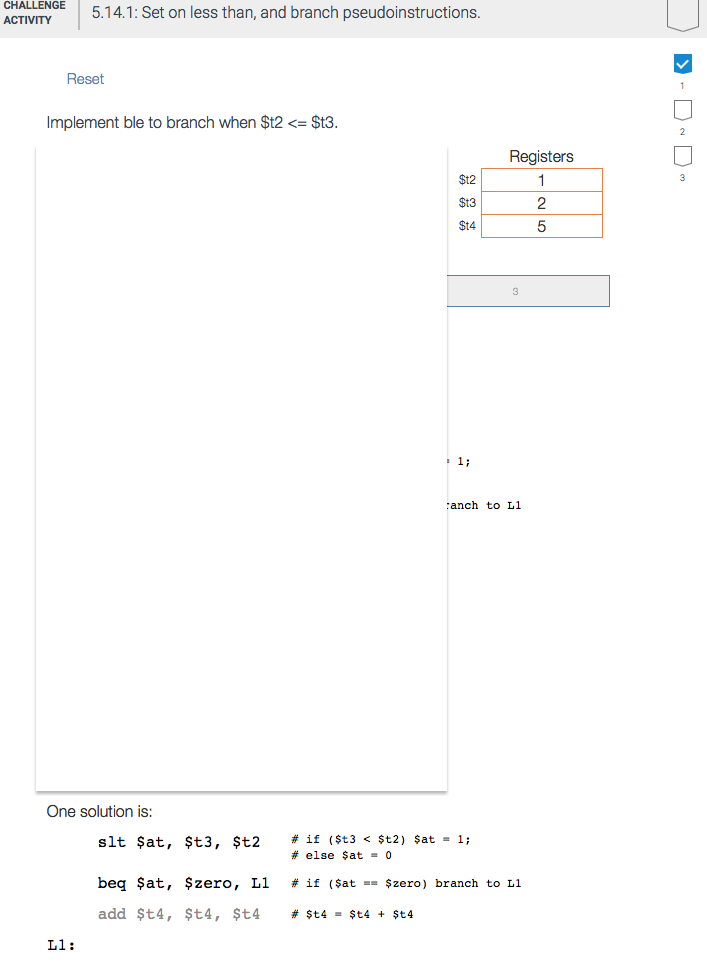 CHALLENGE
ACTIVITY
5.14.1: Set on less than, and branch pseudoinstructions.
Reset
1
2
3
Implement ble to branch when $t2 <= $t3.
Registers
$t2 1
$t3 2
$t4 5
3
= 1;
ranch to L1
One solution is:
slt $at, $t3, $t2 # if ($t3 < $t2) $at = 1;
# else $at = 0
beq $at, $zero, L1 # if ($at == $zero) branch to L1
add $t4, $t4, $t4 # $t4 = $t4 + $t4
L1: